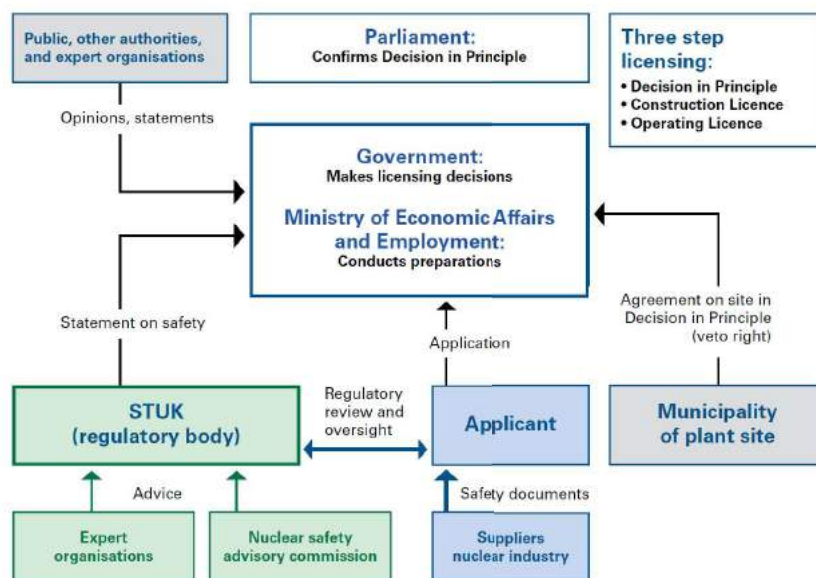 Public, other authorities,
and expert organisations
Parliament:
Confirms Decision in Principle
Three step
licensing:
• Decision in Principle
• Construction Licence
• Operating Licence
Opinions, statements
Government:
Makes licensing decisions
Ministry of Economic Affairs
and Employment:
Conducts preparations
Statement on safety
Application
Agreement on site in
Decision in Principle
(veto right)
STUK
(regulatory body)
Regulatory
review and
oversight
Applicant
Municipality
of plant site
Advice
Safety documents
Expert
organisations
Nuclear safety
advisory commission
Suppliers
nuclear industry